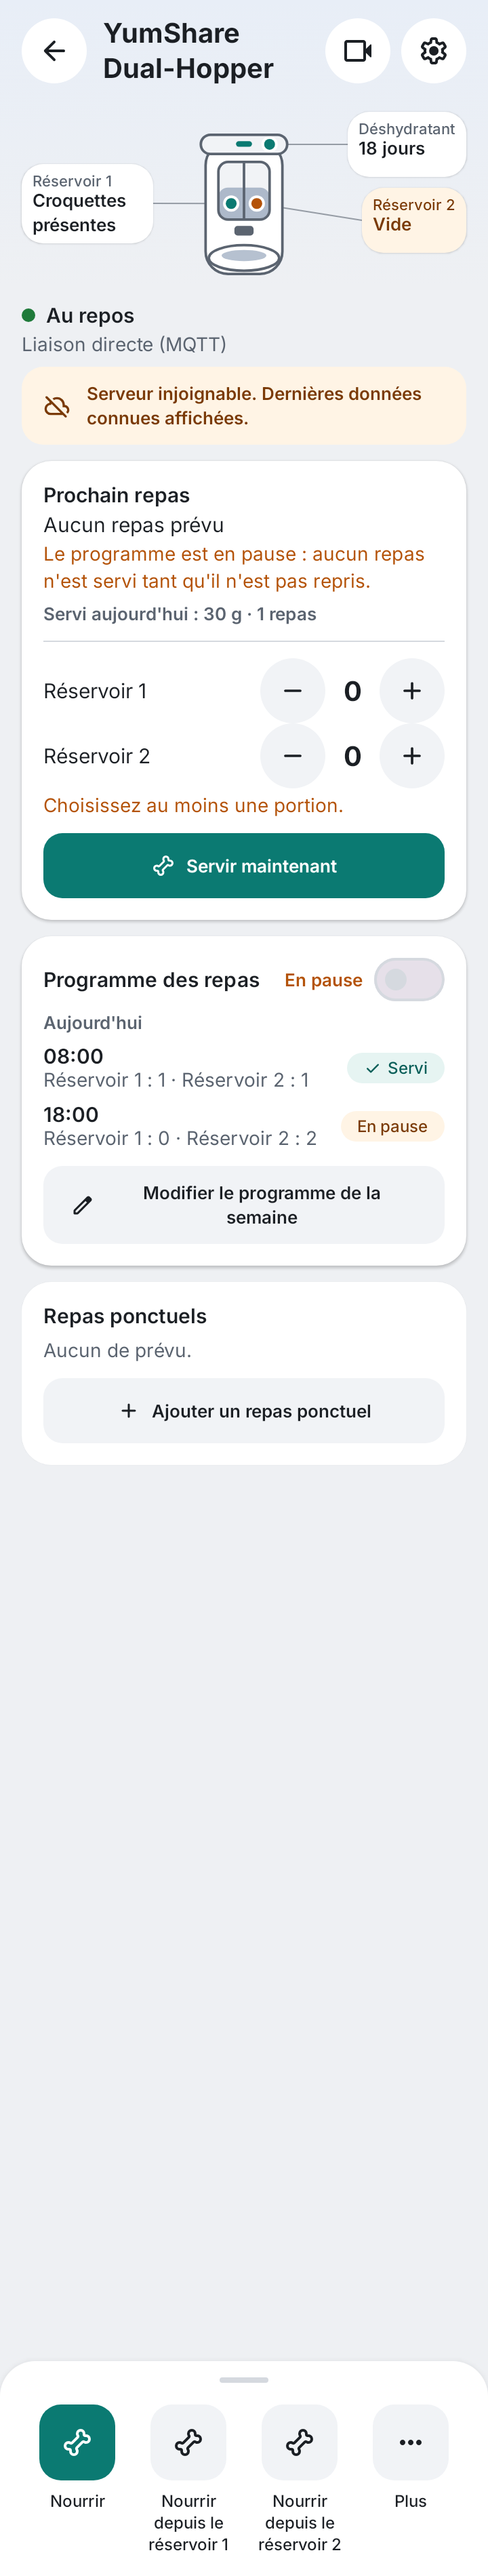 YumShare
Dual-Hopper
Déshydratant
18 jours
Réservoir 1
Croquettes
présentes
Réservoir 2
Vide
Au repos
Liaison directe (MQTT)
Serveur injoignable. Dernières données
connues affichées.
Prochain repas
Aucun repas prévu
Le programme est en pause : aucun repas
n'est servi tant qu'il n'est pas repris.
Servi aujourd'hui : 30 g · 1 repas
Réservoir 1
0
Réservoir 2
0
Choisissez au moins une portion.
Servir maintenant
Programme des repas
En pause
Aujourd'hui
08:00
Réservoir 1 : 1 · Réservoir 2 : 1
Servi
18:00
Réservoir 1 : 0 · Réservoir 2 : 2
En pause
Modifier le programme de la
semaine
Repas ponctuels
Aucun de prévu.
Ajouter un repas ponctuel
Nourrir
Nourrir
depuis le
réservoir 1
Nourrir
depuis le
réservoir 2
Plus